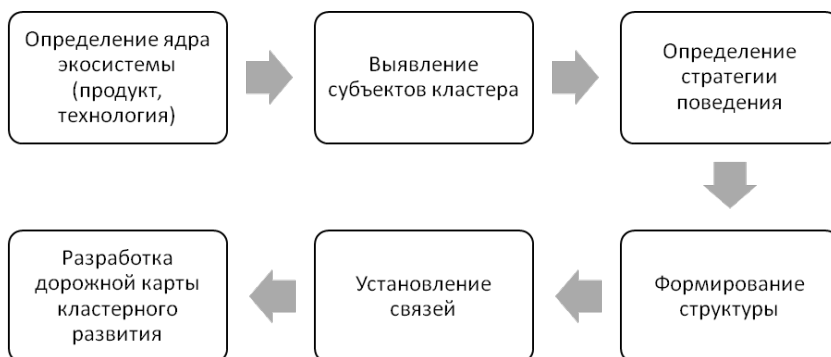 Определение ядра
экосистемы
(продукт,
технология)
Выявление
субъектов кластера
Определение
стратегии
поведения
Формирование
структуры
Установление
связей
Разработка
дорожной карты
кластерного
развития